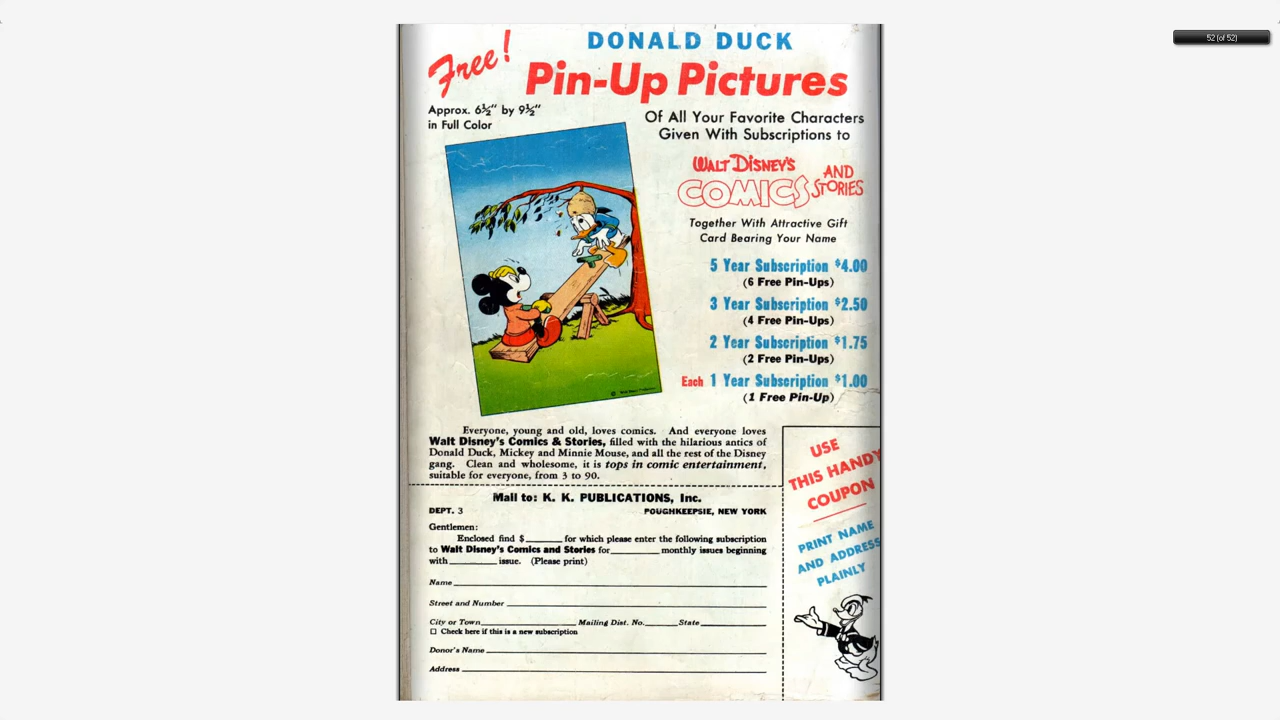 52 (of 52)
Free!
DONALD DUCK
Pin-Up Pictures
Approx. 6½" by 9½"
in Full Color
Of All Your Favorite Characters
Given With Subscriptions to
WALT DISNEY'S
COMICS AND STORIES
Together With Attractive Gift
Card Bearing Your Name
5 Year Subscription $4.00
(6 Free Pin-Ups)
3 Year Subscription $2.50
(4 Free Pin-Ups)
2 Year Subscription $1.75
(2 Free Pin-Ups)
Each 1 Year Subscription $1.00
(1 Free Pin-Up)
Everyone, young and old, loves comics. And everyone loves
Walt Disney's Comics & Stories, filled with the hilarious antics of
Donald Duck, Mickey and Minnie Mouse, and all the rest of the Disney
gang. Clean and wholesome, it is tops in comic entertainment,
suitable for everyone, from 3 to 90.
Mail to: K. K. PUBLICATIONS, Inc.
DEPT. 3 POUGHKEEPSIE, NEW YORK
Gentlemen:
Enclosed find $______ for which please enter the following subscription
to Walt Disney's Comics and Stories for________ monthly issues beginning
with________ issue. (Please print)
Name
Street and Number
City or Town__________ Mailing Dist. No.______ State________
☐ Check here if this is a new subscription
Donor's Name
Address
USE
THIS HANDY
COUPON
PRINT NAME
AND ADDRESS
PLAINLY